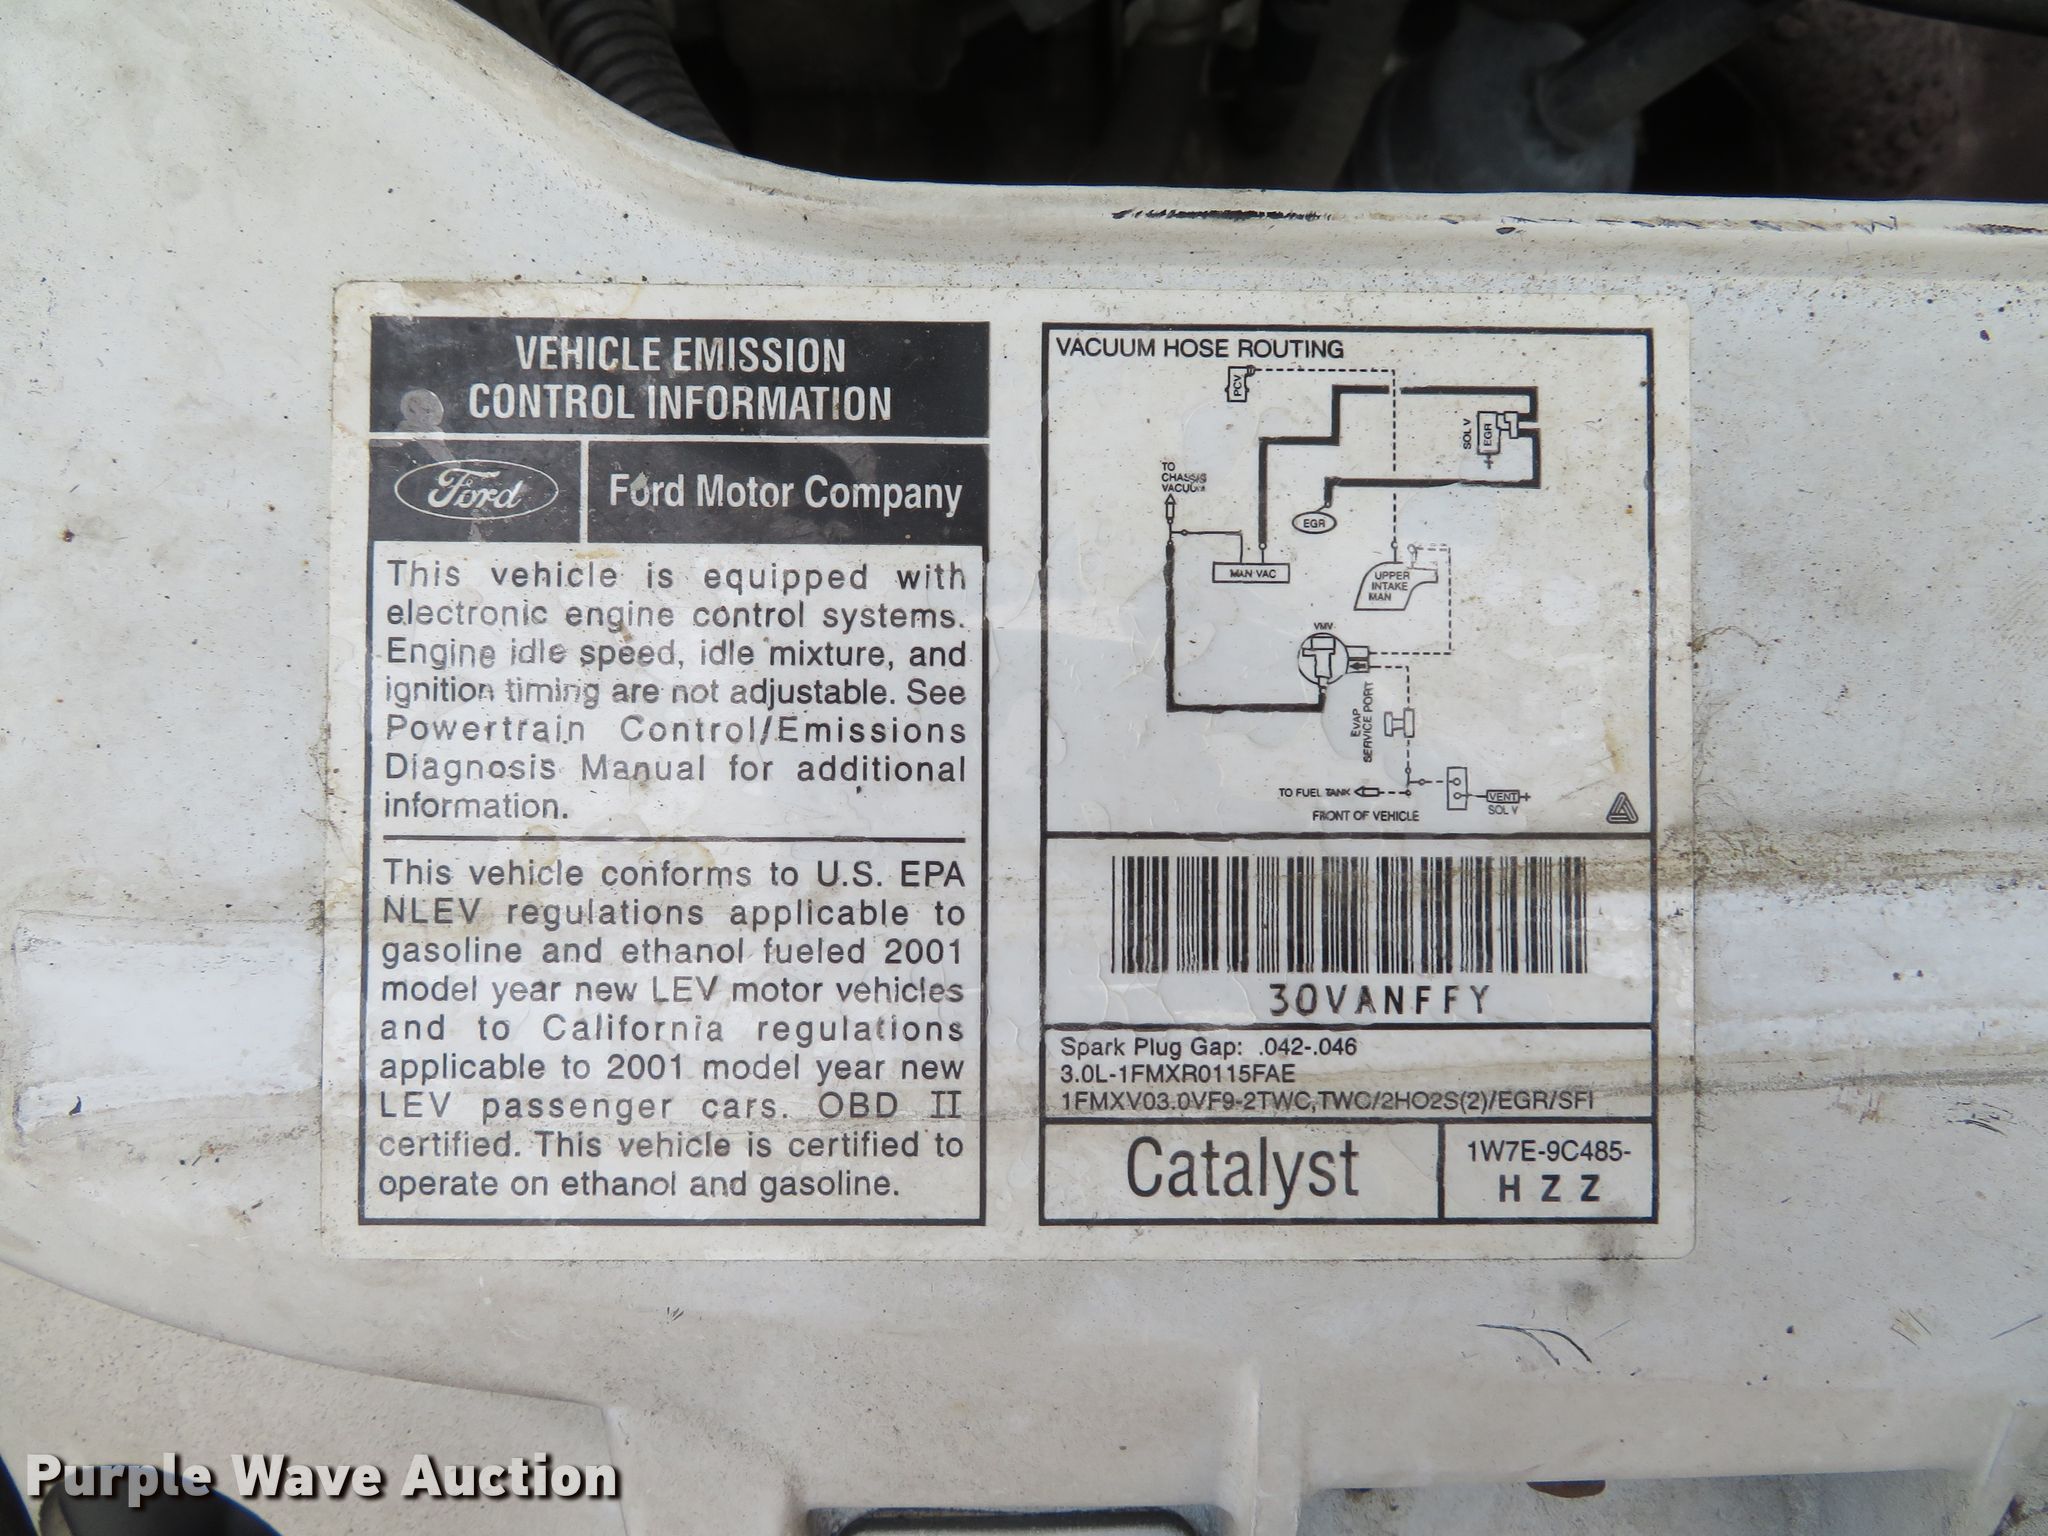 VEHICLE EMISSION
CONTROL INFORMATION
Ford
Ford Motor Company
This vehicle is equipped with
electronic engine control systems.
Engine idle speed, idle mixture, and
ignition timing are not adjustable. See
Powertrain Control/Emissions
Diagnosis Manual for additional
information.
This vehicle conforms to U.S. EPA
NLEV regulations applicable to
gasoline and ethanol fueled 2001
model year new LEV motor vehicles
and to California regulations
applicable to 2001 model year new
LEV passenger cars. OBD II
certified. This vehicle is certified to
operate on ethanol and gasoline.
VACUUM HOSE ROUTING
PCV
SOL V
EGR
TO
CHASSIS
VACUUM
EGR
MAN VAC
UPPER
INTAKE
MAN
VMV
EVAP
SERVICE PORT
TO FUEL TANK
VENT
SOL V
FRONT OF VEHICLE
30VANFFY
Spark Plug Gap: .042-.046
3.0L-1FMXR0115FAE
1FMXV03.0VF9-2TWC,TWC/2HO2S(2)/EGR/SFI
Catalyst
1W7E-9C485-
H Z Z
Purple Wave Auction